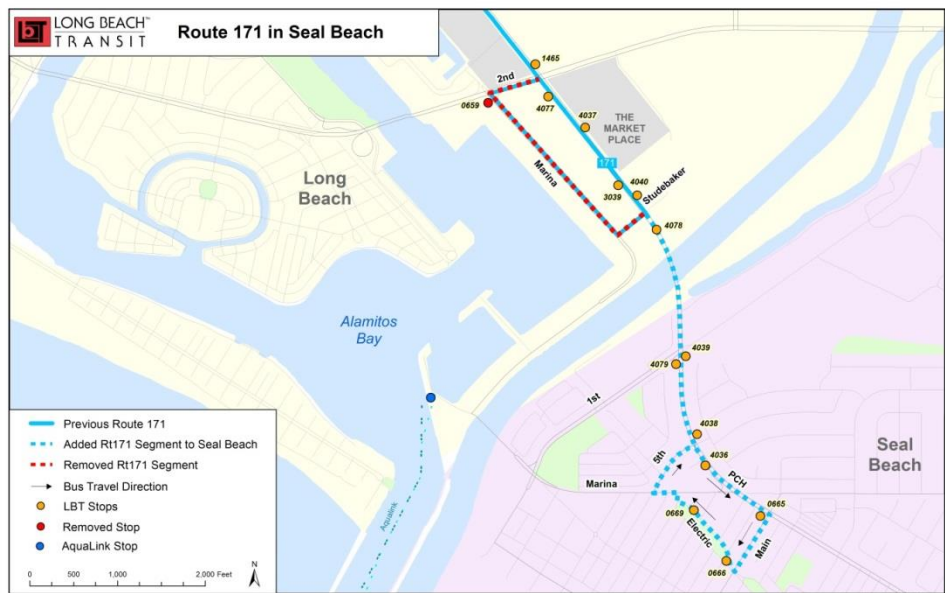 LONG BEACH™
TRANSIT
Route 171 in Seal Beach
1465
2nd
0659
4077
4037
THE
MARKET
PLACE
171
Marina
Long
Beach
4040
3039
Studebaker
4078
Alamitos
Bay
4039
4079
1st
4038
5th
4036
PCH
Seal
Beach
Marina
0665
0669
Electric
Main
0666
Aqualink
Previous Route 171
Added Rt171 Segment to Seal Beach
Removed Rt171 Segment
Bus Travel Direction
LBT Stops
Removed Stop
AquaLink Stop
0 500 1,000 2,000 Feet
N